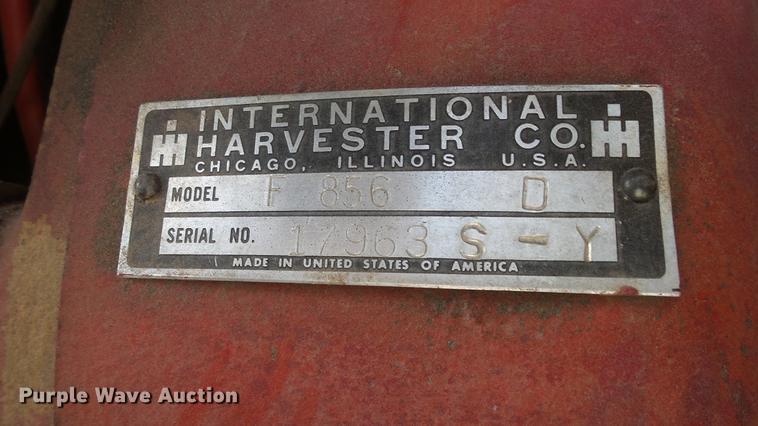 INTERNATIONAL
HARVESTER CO.
CHICAGO, ILLINOIS U.S.A.
MODEL F 856 D
SERIAL NO. 17963 S-Y
MADE IN UNITED STATES OF AMERICA
Purple Wave Auction